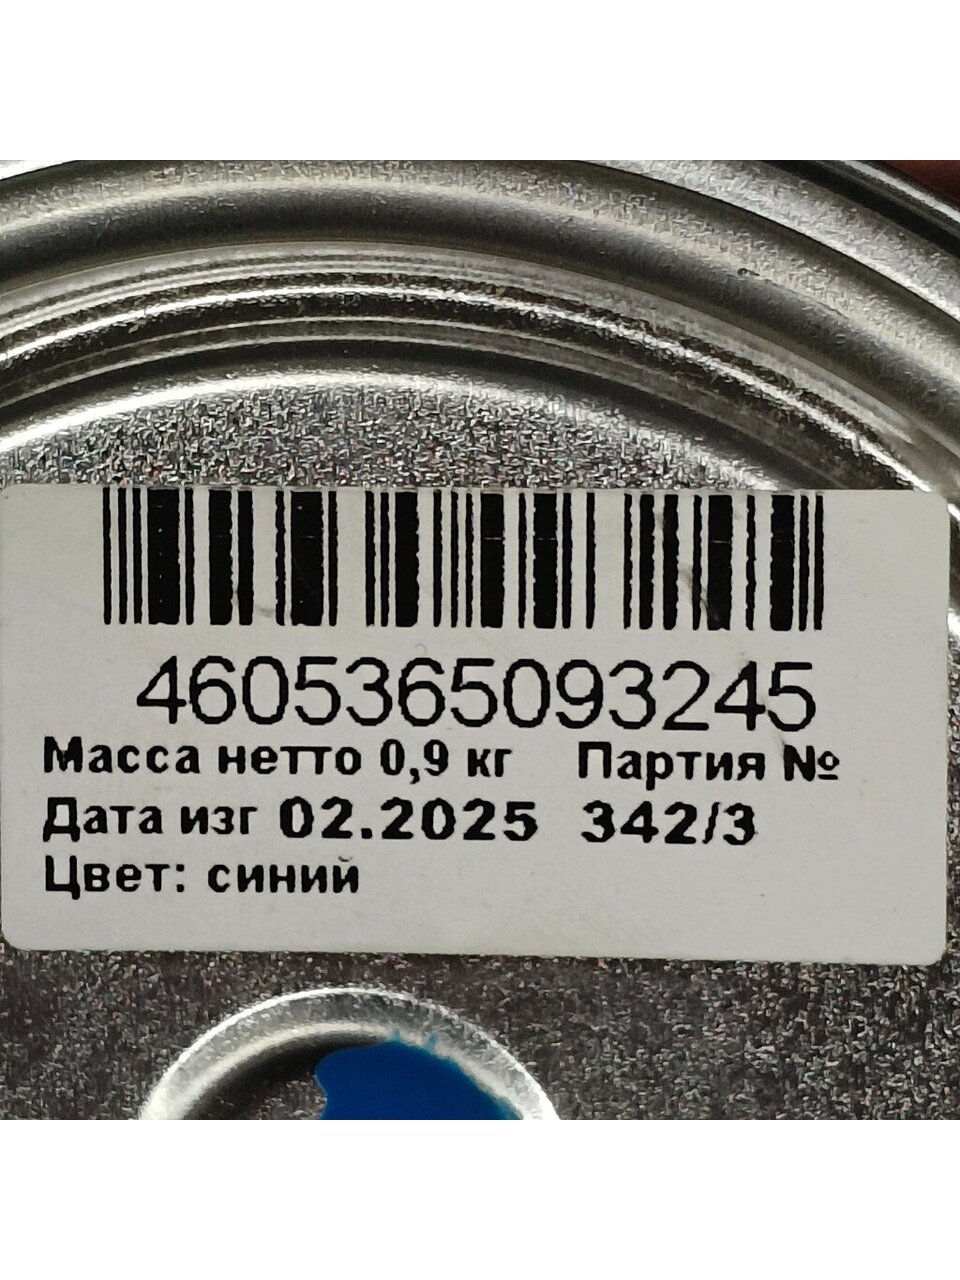 4605365093245
Масса нетто 0,9 кг Партия №
Дата изг 02.2025 342/3
Цвет: синий